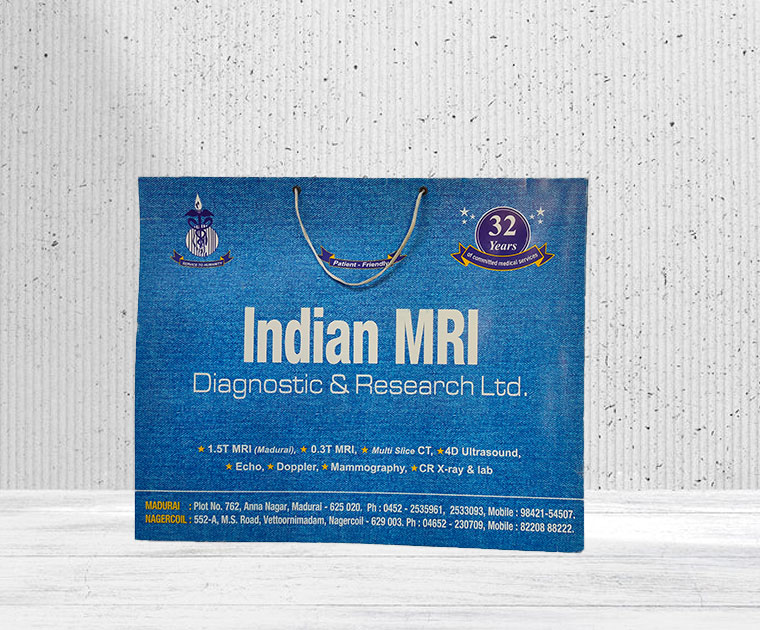 SERVICE TO HUMANITY
Patient - Friendly
32
Years
of committed medical services
Indian MRI
Diagnostic & Research Ltd.
★ 1.5T MRI (Madurai), ★ 0.3T MRI, ★ Multi Slice CT, ★ 4D Ultrasound,
★ Echo, ★ Doppler, ★ Mammography, ★ CR X-ray & lab
MADURAI : Plot No. 762, Anna Nagar, Madurai - 625 020. Ph : 0452 - 2535961, 2533093, Mobile : 98421-54507.
NAGERCOIL : 552-A, M.S. Road, Vettoornimadam, Nagercoil - 629 003. Ph : 04652 - 230709, Mobile : 82208 88222.